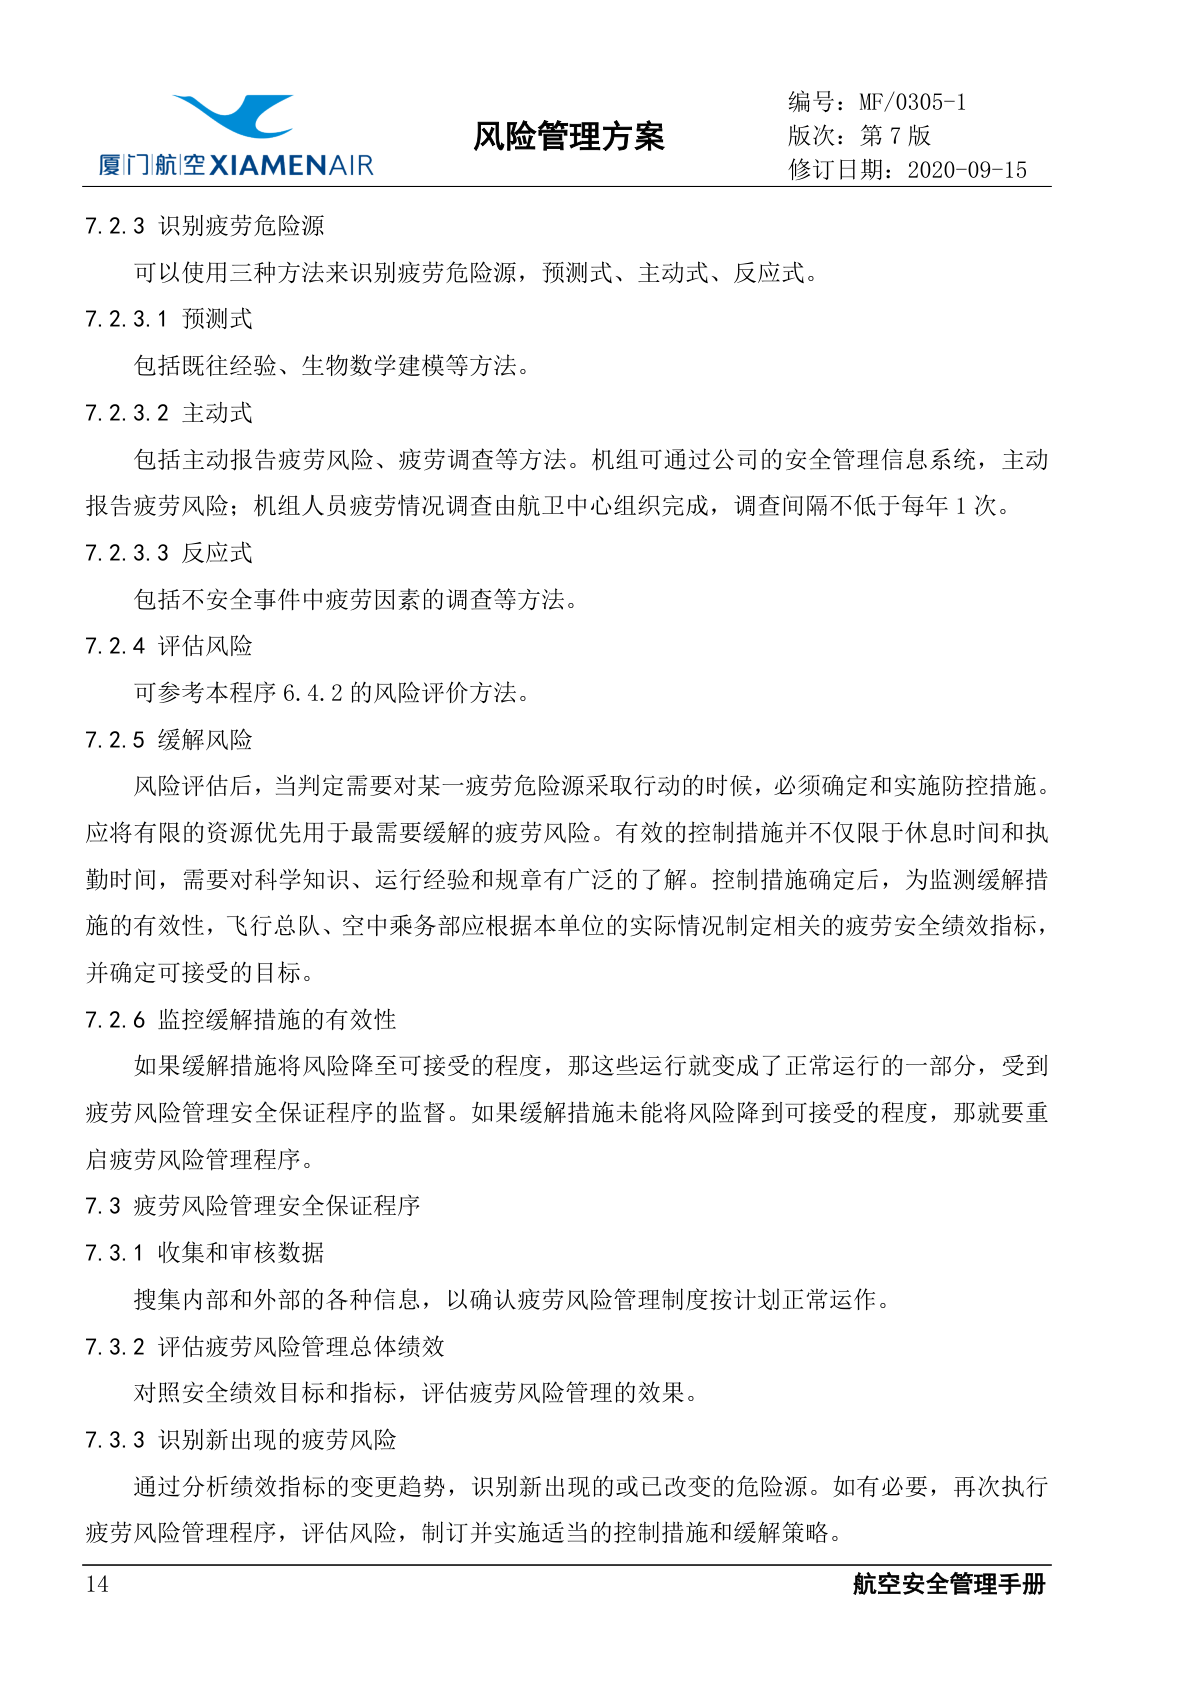 厦门航空 XIAMENAIR
风险管理方案
编号：MF/0305-1
版次：第 7 版
修订日期：2020-09-15
7.2.3 识别疲劳危险源
可以使用三种方法来识别疲劳危险源，预测式、主动式、反应式。
7.2.3.1 预测式
包括既往经验、生物数学建模等方法。
7.2.3.2 主动式
包括主动报告疲劳风险、疲劳调查等方法。机组可通过公司的安全管理信息系统，主动
报告疲劳风险；机组人员疲劳情况调查由航卫中心组织完成，调查间隔不低于每年 1 次。
7.2.3.3 反应式
包括不安全事件中疲劳因素的调查等方法。
7.2.4 评估风险
可参考本程序 6.4.2 的风险评价方法。
7.2.5 缓解风险
风险评估后，当判定需要对某一疲劳危险源采取行动的时候，必须确定和实施防控措施。
应将有限的资源优先用于最需要缓解的疲劳风险。有效的控制措施并不仅限于休息时间和执
勤时间，需要对科学知识、运行经验和规章有广泛的了解。控制措施确定后，为监测缓解措
施的有效性，飞行总队、空中乘务部应根据本单位的实际情况制定相关的疲劳安全绩效指标，
并确定可接受的目标。
7.2.6 监控缓解措施的有效性
如果缓解措施将风险降至可接受的程度，那这些运行就变成了正常运行的一部分，受到
疲劳风险管理安全保证程序的监督。如果缓解措施未能将风险降到可接受的程度，那就要重
启疲劳风险管理程序。
7.3 疲劳风险管理安全保证程序
7.3.1 收集和审核数据
搜集内部和外部的各种信息，以确认疲劳风险管理制度按计划正常运作。
7.3.2 评估疲劳风险管理总体绩效
对照安全绩效目标和指标，评估疲劳风险管理的效果。
7.3.3 识别新出现的疲劳风险
通过分析绩效指标的变更趋势，识别新出现的或已改变的危险源。如有必要，再次执行
疲劳风险管理程序，评估风险，制订并实施适当的控制措施和缓解策略。
14
航空安全管理手册